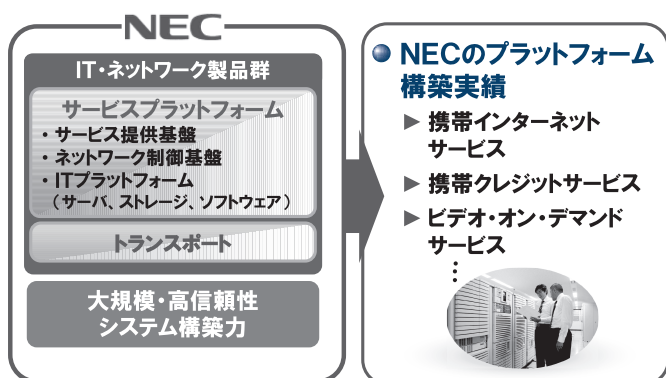 NEC
IT・ネットワーク製品群
サービスプラットフォーム
・サービス提供基盤
・ネットワーク制御基盤
・ITプラットフォーム
（サーバ、ストレージ、ソフトウェア）
トランスポート
大規模・高信頼性
システム構築力
NECのプラットフォーム
構築実績
▶ 携帯インターネット
サービス
▶ 携帯クレジットサービス
▶ ビデオ・オン・デマンド
サービス
⋮